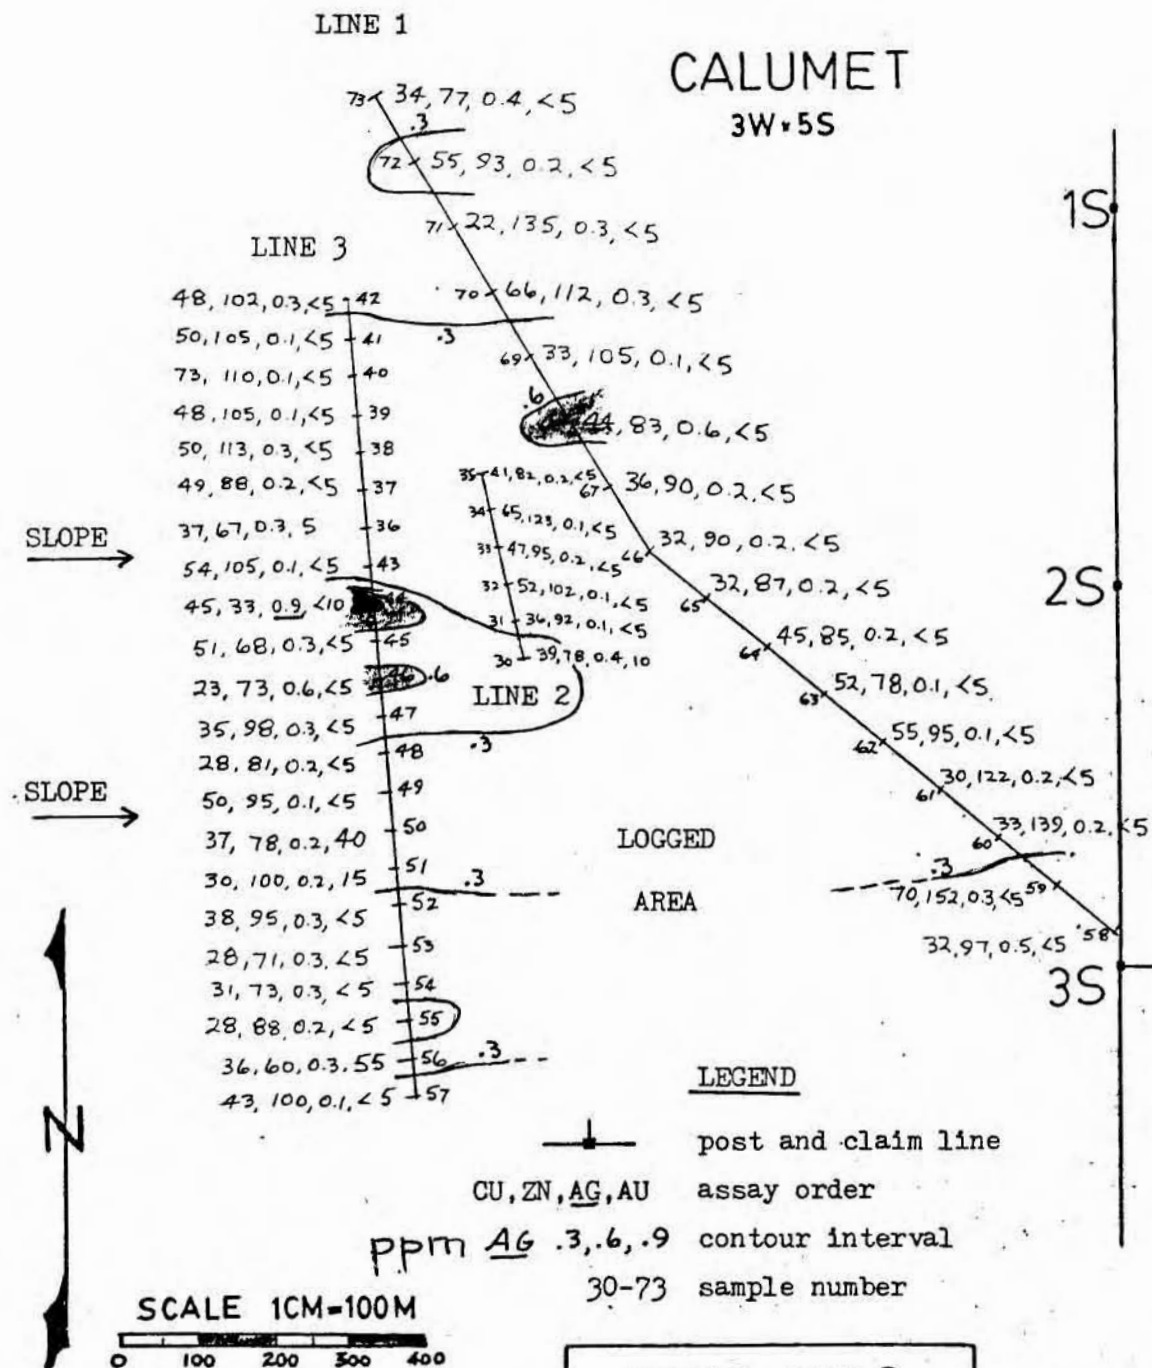 LINE 1
CALUMET
3W×5S
73 34, 77, 0.4, <5
.3
72 55, 93, 0.2, <5
71 22, 135, 0.3, <5
1S
LINE 3
70 66, 112, 0.3, <5
48, 102, 0.3, <5 42
.3
50, 105, 0.1, <5 41
69 33, 105, 0.1, <5
73, 110, 0.1, <5 40
.6
48, 105, 0.1, <5 39
44, 83, 0.6, <5
50, 113, 0.3, <5 38
35 41, 82, 0.2, <5
49, 88, 0.2, <5 37
67 36, 90, 0.2, <5
34 65, 123, 0.1, <5
37, 67, 0.3, 5 36
SLOPE
33 47, 95, 0.2, <5
66 32, 90, 0.2, <5
54, 105, 0.1, <5 43
32 52, 102, 0.1, <5
65 32, 87, 0.2, <5
2S
45, 33, 0.9, <10 44
31 36, 92, 0.1, <5
51, 68, 0.3, <5 45
64 45, 85, 0.2, <5
30 39, 78, 0.4, 10
23, 73, 0.6, <5 46 .6
LINE 2
63 52, 78, 0.1, <5
35, 98, 0.3, <5 47
.3
62 55, 95, 0.1, <5
28, 81, 0.2, <5 48
SLOPE
50, 95, 0.1, <5 49
61 30, 122, 0.2, <5
37, 78, 0.2, 40 50
LOGGED
60 33, 139, 0.2, <5
30, 100, 0.2, 15 51
.3
.3
AREA
70, 152, 0.3, <5 59
38, 95, 0.3, <5 52
32, 97, 0.5, <5 58
28, 71, 0.3, <5 53
3S
31, 73, 0.3, <5 54
28, 88, 0.2, <5 55
36, 60, 0.3, 55 56
.3
43, 100, 0.1, <5 57
LEGEND
N
post and claim line
CU, ZN, AG, AU assay order
ppm AG .3, .6, .9 contour interval
30-73 sample number
SCALE 1CM=100M
0 100 200 300 400